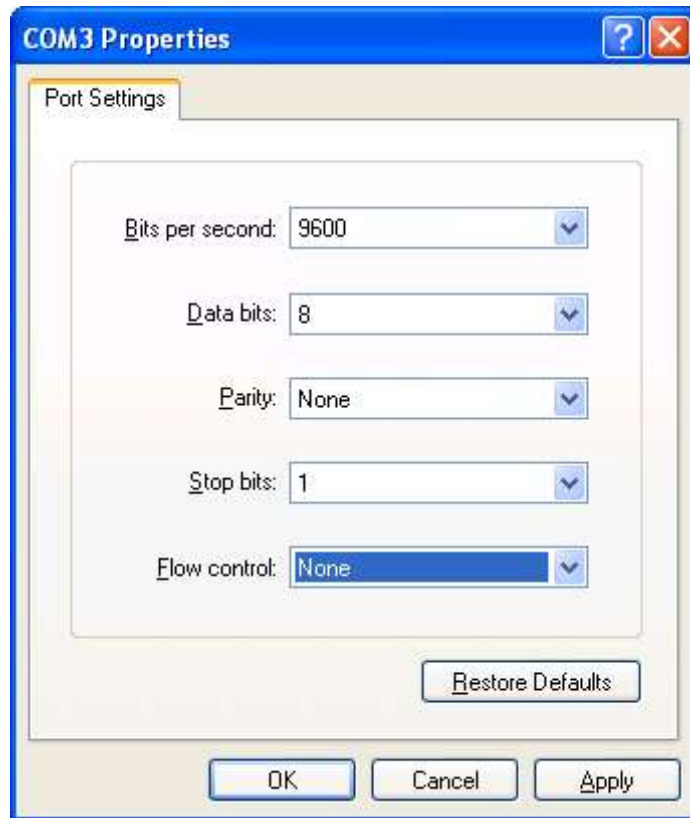 COM3 Properties
Port Settings
Bits per second: 9600
Data bits: 8
Parity: None
Stop bits: 1
Flow control: None
Restore Defaults
OK Cancel Apply